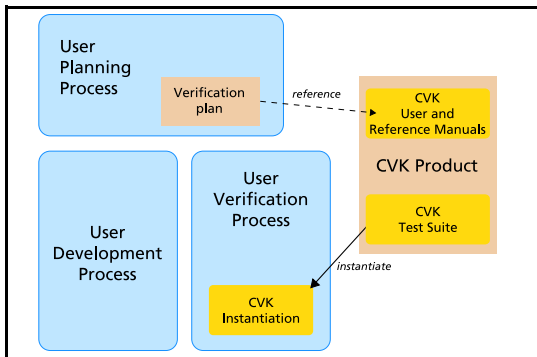 User
Planning
Process
Verification
plan
reference
CVK
User and
Reference Manuals
CVK Product
CVK
Test Suite
User
Development
Process
User
Verification
Process
instantiate
CVK
Instantiation